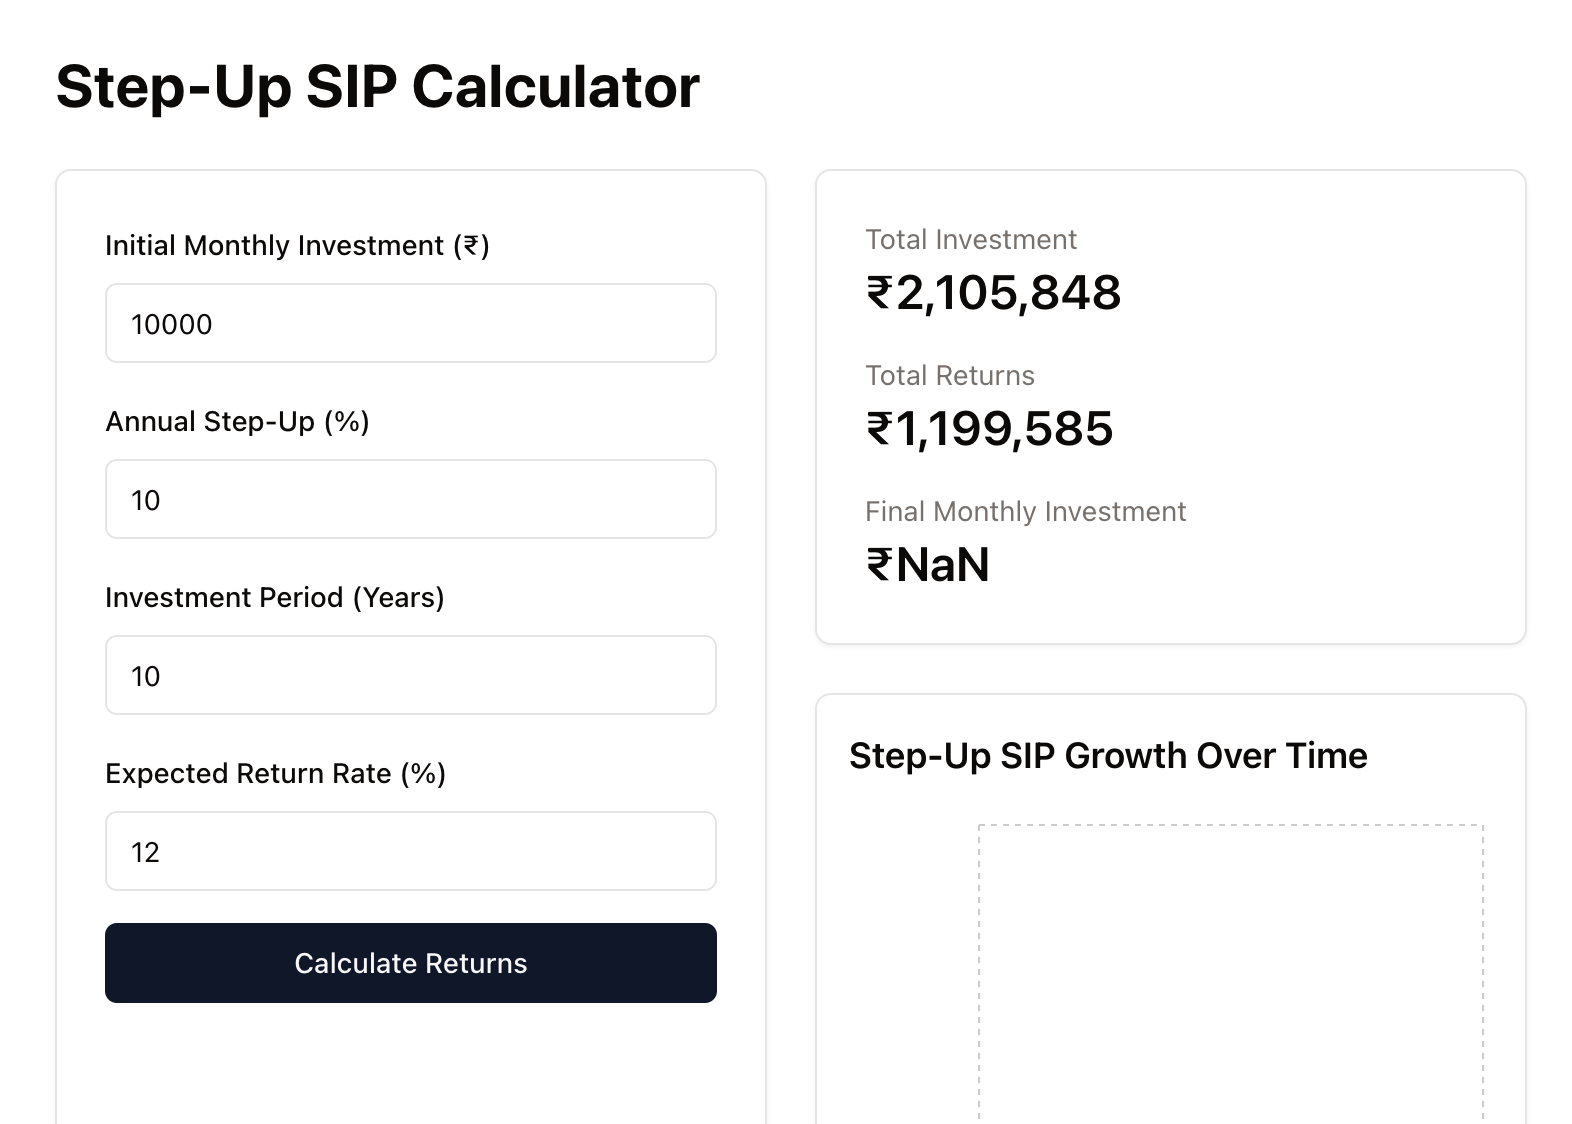 Step-Up SIP Calculator
Initial Monthly Investment (₹)
10000
Annual Step-Up (%)
10
Investment Period (Years)
10
Expected Return Rate (%)
12
Calculate Returns
Total Investment
₹2,105,848
Total Returns
₹1,199,585
Final Monthly Investment
₹NaN
Step-Up SIP Growth Over Time